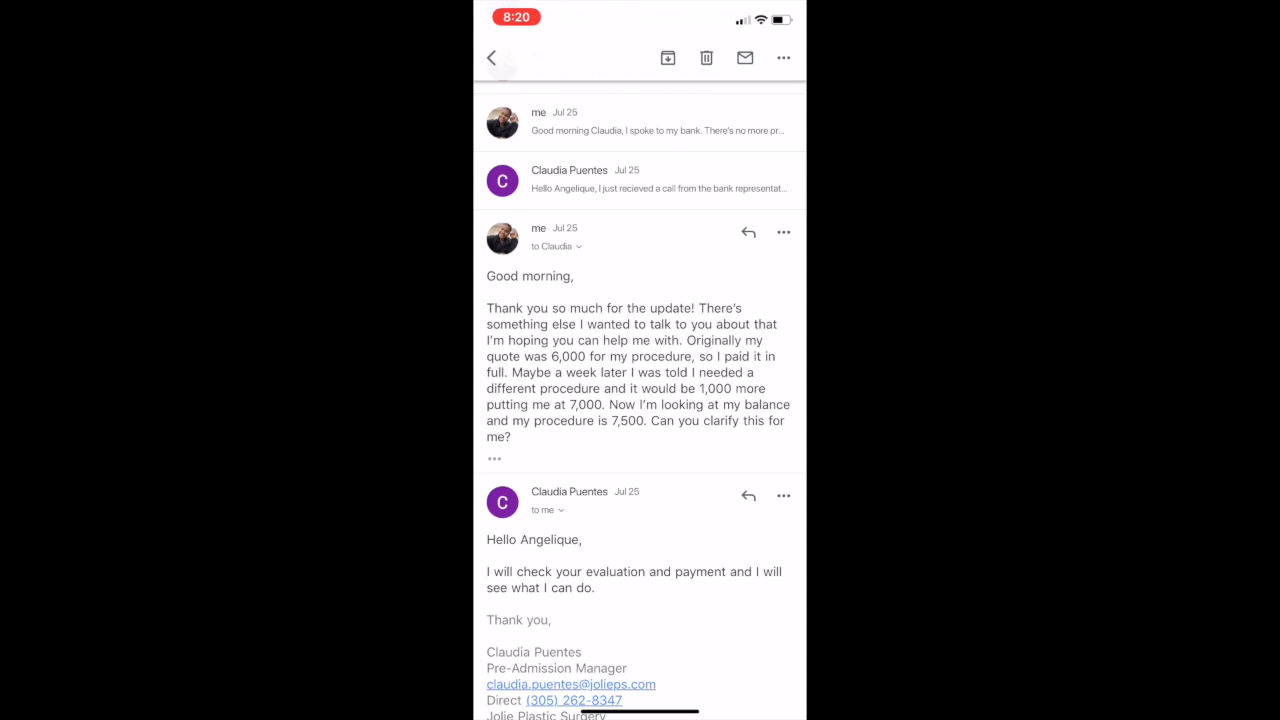 8:20
me Jul 25
Good morning Claudia, I spoke to my bank. There's no more pr...
C
Claudia Puentes Jul 25
Hello Angelique, I just recieved a call from the bank representat...
me Jul 25
to Claudia
Good morning,
Thank you so much for the update! There's
something else I wanted to talk to you about that
I'm hoping you can help me with. Originally my
quote was 6,000 for my procedure, so I paid it in
full. Maybe a week later I was told I needed a
different procedure and it would be 1,000 more
putting me at 7,000. Now I'm looking at my balance
and my procedure is 7,500. Can you clarify this for
me?
C
Claudia Puentes Jul 25
to me
Hello Angelique,
I will check your evaluation and payment and I will
see what I can do.
Thank you,
Claudia Puentes
Pre-Admission Manager
claudia.puentes@jolieps.com
Direct (305) 262-8347
Jolie Plastic Surgery